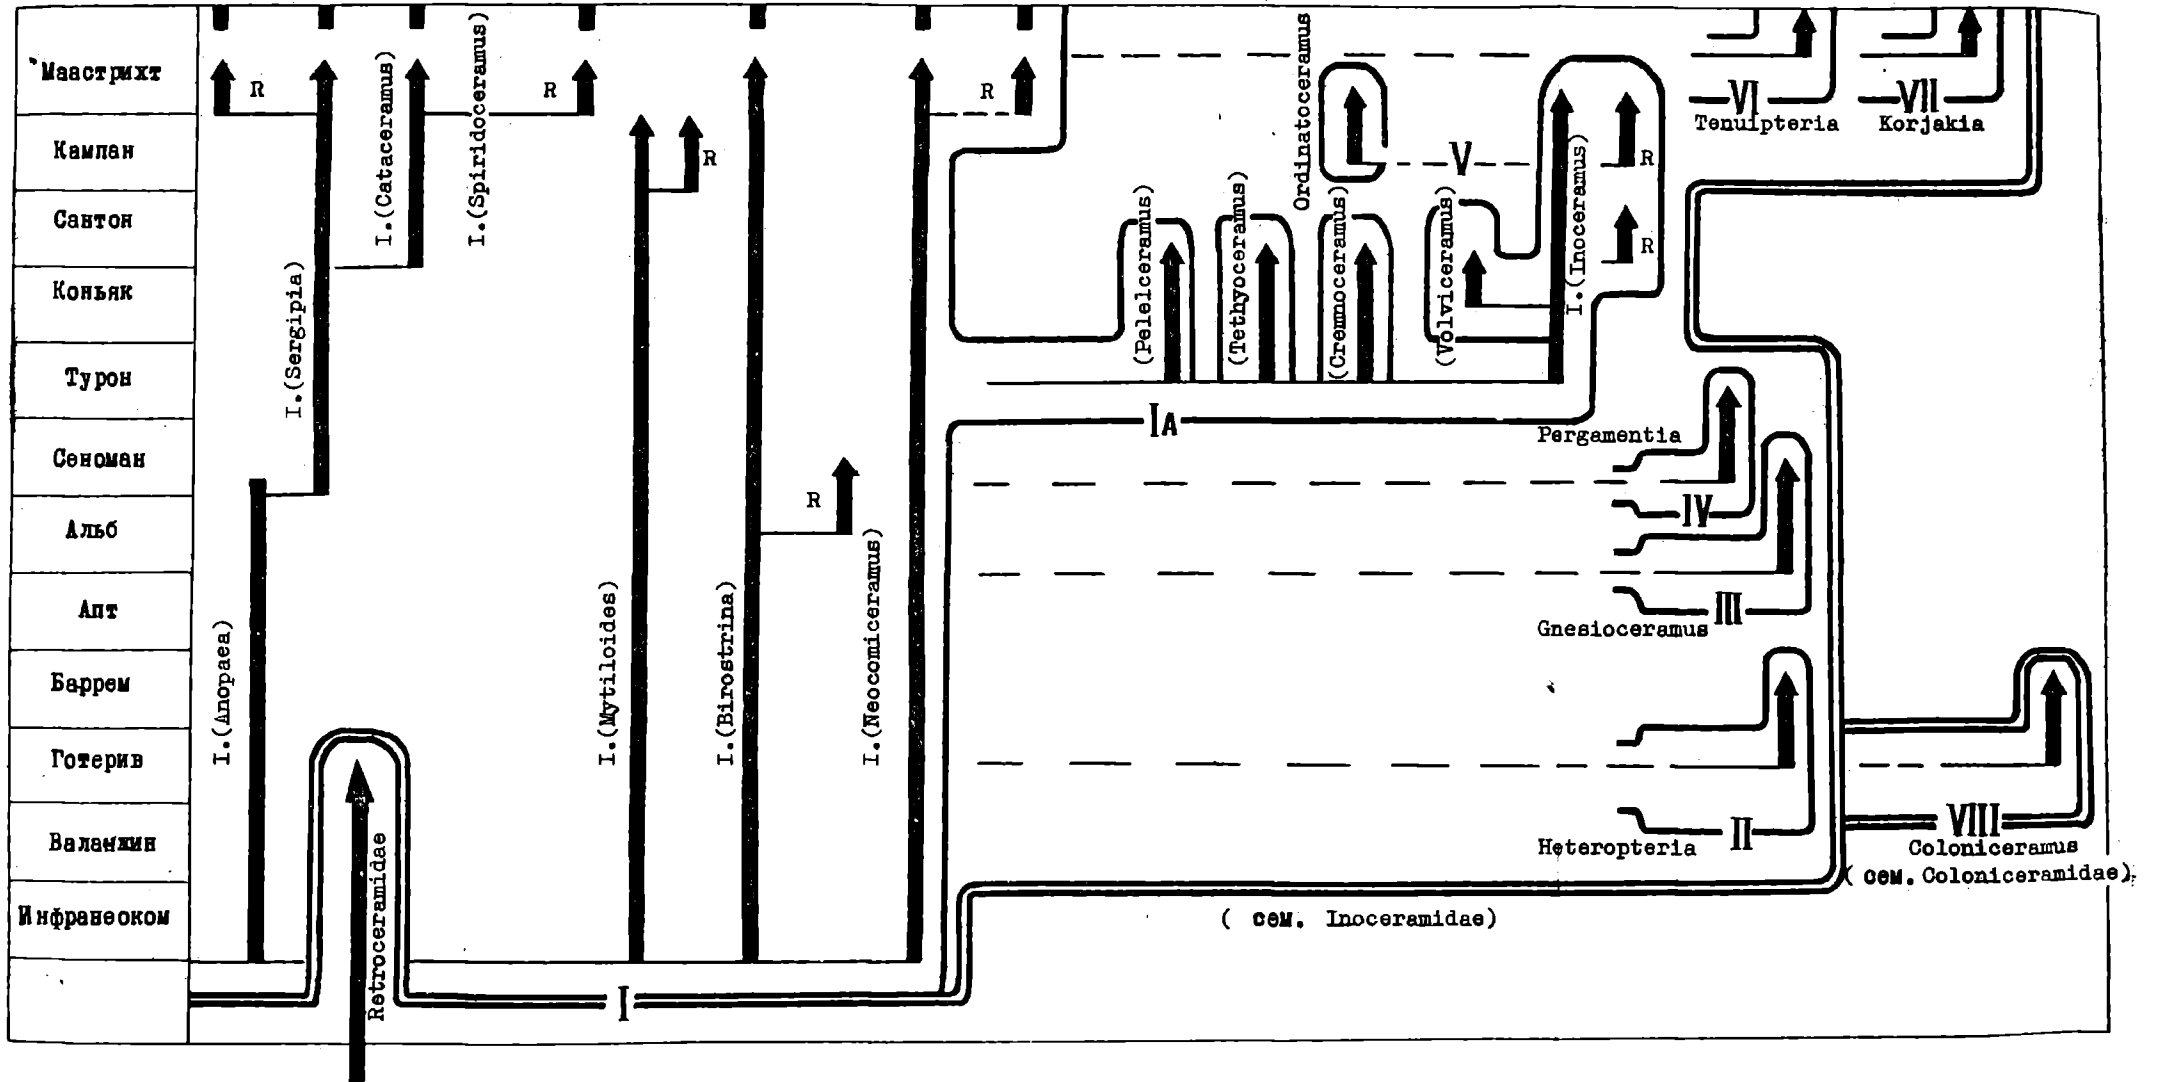 Маастрихт
Кампан
Сантон
Коньяк
Турон
Сеноман
Альб
Апт
Баррем
Готерив
Валанжин
Инфранеоком
R
R
R
R
R
R
R
I.(Anopaea)
I.(Sergipia)
I.(Cataceramus)
I.(Spiridoceramus)
Retroceramidae
I.(Mytiloides)
I.(Birostrina)
I.(Neocomiceramus)
I
IA
(Pelelceramus)
(Tethyoceramus)
Ordinatoceramus
(Cremnoceramus)
(Volviceramus)
I.(Inoceramus)
V
VI
Tenuipteria
VII
Korjakia
Pergamentia
IV
III
Gnesioceramus
II
Heteropteria
VIII
Coloniceramus
( сем. Coloniceramidae)
( сем. Inoceramidae)